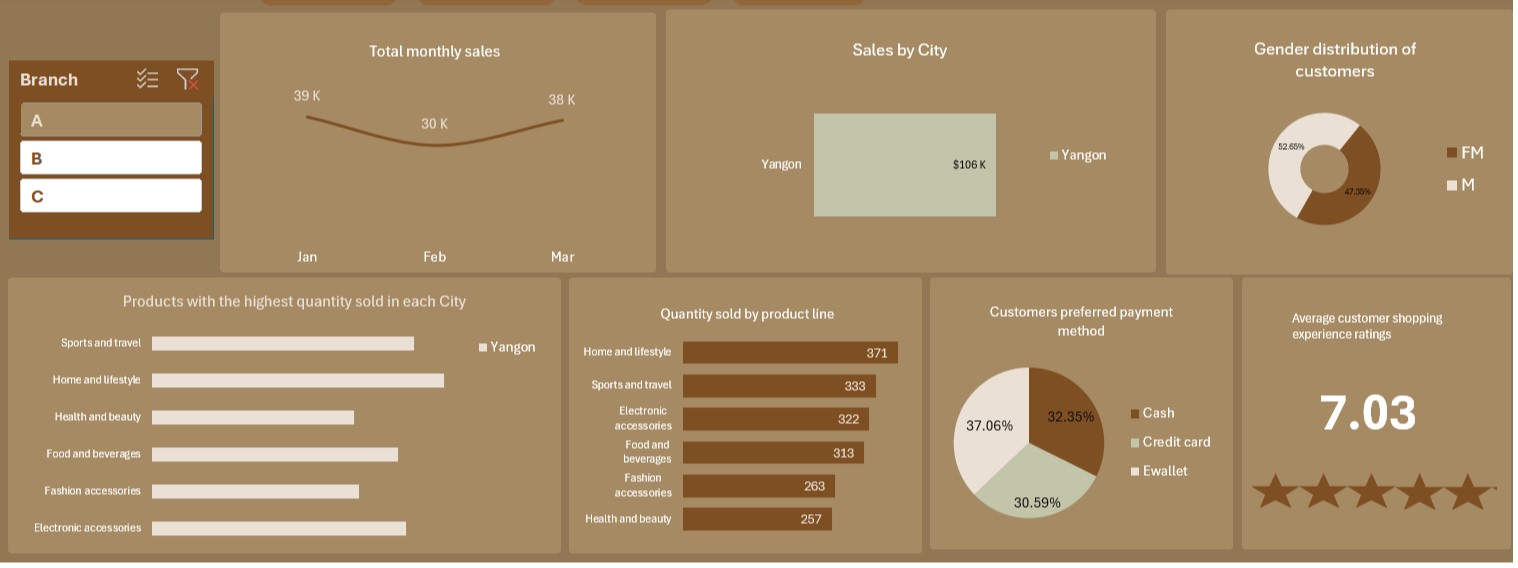 Branch
A
B
C
Total monthly sales
39 K
30 K
38 K
Jan
Feb
Mar
Sales by City
Yangon
$106 K
Yangon
Gender distribution of
customers
52.65%
47.35%
FM
M
Products with the highest quantity sold in each City
Sports and travel
Home and lifestyle
Health and beauty
Food and beverages
Fashion accessories
Electronic accessories
Yangon
Quantity sold by product line
Home and lifestyle
371
Sports and travel
333
Electronic
accessories
322
Food and
beverages
313
Fashion
accessories
263
Health and beauty
257
Customers preferred payment
method
37.06%
32.35%
30.59%
Cash
Credit card
Ewallet
Average customer shopping
experience ratings
7.03